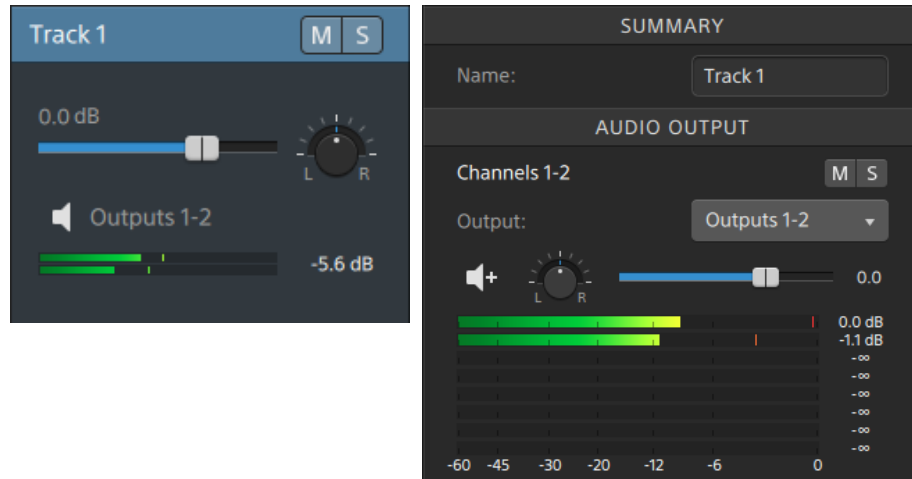 Track 1 M S
0.0 dB
L R
Outputs 1-2
-5.6 dB
SUMMARY
Name: Track 1
AUDIO OUTPUT
Channels 1-2 M S
Output: Outputs 1-2
L R 0.0
0.0 dB
-1.1 dB
-∞
-∞
-∞
-∞
-∞
-∞
-60 -45 -30 -20 -12 -6 0